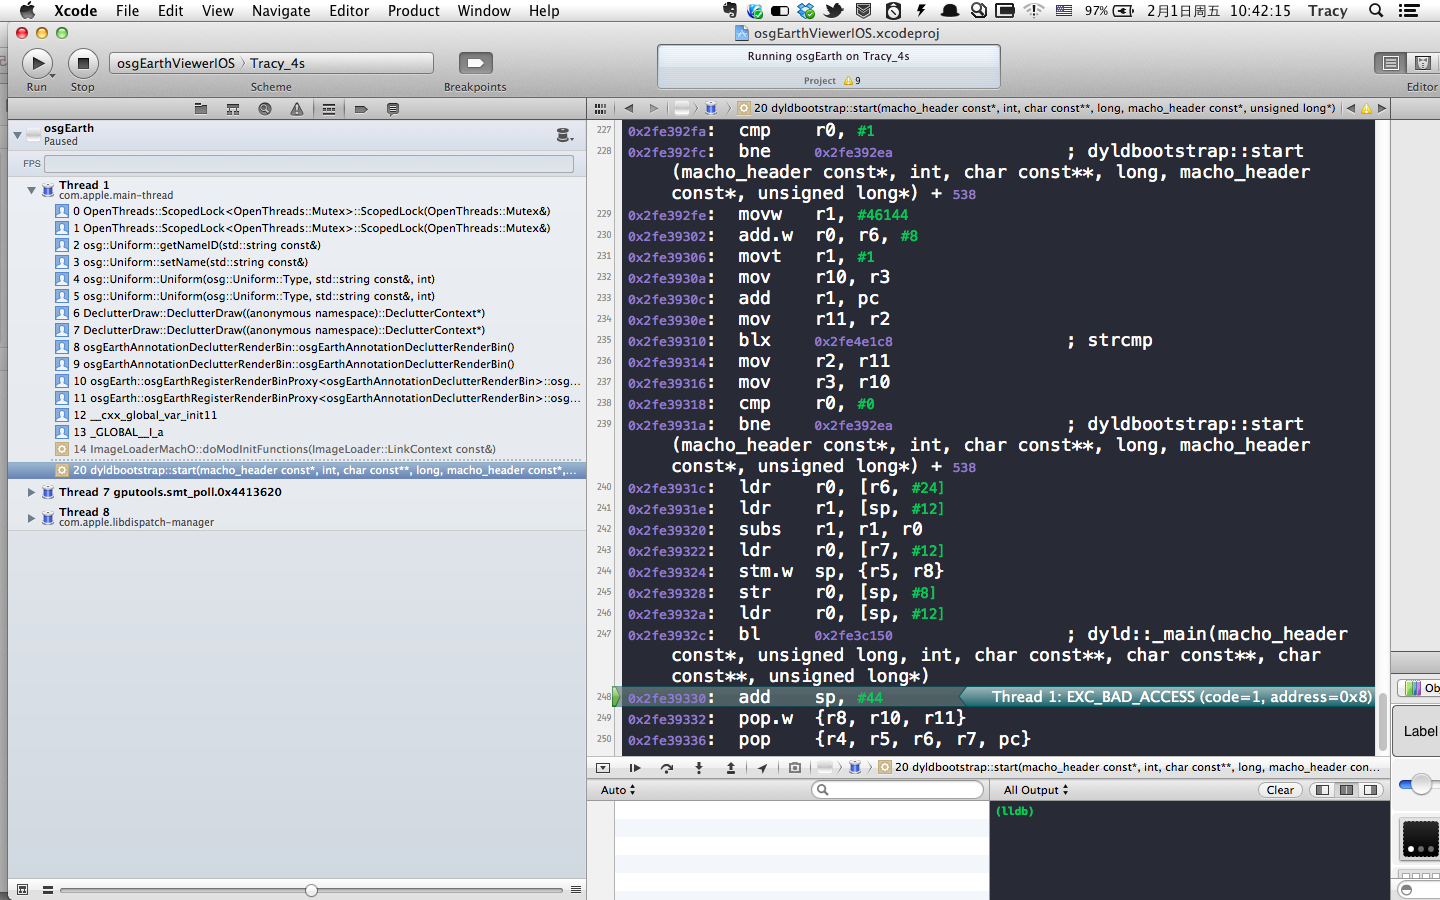 Xcode File Edit View Navigate Editor Product Window Help 97% 2月1日周五 10:42:15 Tracy
osgEarthViewerIOS.xcodeproj
osgEarthViewerIOS 〉 Tracy_4s
Running osgEarth on Tracy_4s
Project 9
Run Stop Scheme Breakpoints Editor
osgEarth
Paused
FPS
Thread 1
com.apple.main-thread
0 OpenThreads::ScopedLock<OpenThreads::Mutex>::ScopedLock(OpenThreads::Mutex&)
1 OpenThreads::ScopedLock<OpenThreads::Mutex>::ScopedLock(OpenThreads::Mutex&)
2 osg::Uniform::getNameID(std::string const&)
3 osg::Uniform::setName(std::string const&)
4 osg::Uniform::Uniform(osg::Uniform::Type, std::string const&, int)
5 osg::Uniform::Uniform(osg::Uniform::Type, std::string const&, int)
6 DeclutterDraw::DeclutterDraw((anonymous namespace)::DeclutterContext*)
7 DeclutterDraw::DeclutterDraw((anonymous namespace)::DeclutterContext*)
8 osgEarthAnnotationDeclutterRenderBin::osgEarthAnnotationDeclutterRenderBin()
9 osgEarthAnnotationDeclutterRenderBin::osgEarthAnnotationDeclutterRenderBin()
10 osgEarth::osgEarthRegisterRenderBinProxy<osgEarthAnnotationDeclutterRenderBin>::osg...
11 osgEarth::osgEarthRegisterRenderBinProxy<osgEarthAnnotationDeclutterRenderBin>::osg...
12 __cxx_global_var_init11
13 _GLOBAL__I_a
14 ImageLoaderMachO::doModInitFunctions(ImageLoader::LinkContext const&)
20 dyldbootstrap::start(macho_header const*, int, char const**, long, macho_header const*,...
Thread 7 gputools.smt_poll.0x4413620
Thread 8
com.apple.libdispatch-manager
20 dyldbootstrap::start(macho_header const*, int, char const**, long, macho_header const*, unsigned long*)
227 0x2fe392fa: cmp r0, #1
228 0x2fe392fc: bne 0x2fe392ea ; dyldbootstrap::start
(macho_header const*, int, char const**, long, macho_header
const*, unsigned long*) + 538
229 0x2fe392fe: movw r1, #46144
230 0x2fe39302: add.w r0, r6, #8
231 0x2fe39306: movt r1, #1
232 0x2fe3930a: mov r10, r3
233 0x2fe3930c: add r1, pc
234 0x2fe3930e: mov r11, r2
235 0x2fe39310: blx 0x2fe4e1c8 ; strcmp
236 0x2fe39314: mov r2, r11
237 0x2fe39316: mov r3, r10
238 0x2fe39318: cmp r0, #0
239 0x2fe3931a: bne 0x2fe392ea ; dyldbootstrap::start
(macho_header const*, int, char const**, long, macho_header
const*, unsigned long*) + 538
240 0x2fe3931c: ldr r0, [r6, #24]
241 0x2fe3931e: ldr r1, [sp, #12]
242 0x2fe39320: subs r1, r1, r0
243 0x2fe39322: ldr r0, [r7, #12]
244 0x2fe39324: stm.w sp, {r5, r8}
245 0x2fe39328: str r0, [sp, #8]
246 0x2fe3932a: ldr r0, [sp, #12]
247 0x2fe3932c: bl 0x2fe3c150 ; dyld::_main(macho_header
const*, unsigned long, int, char const**, char const**, char
const**, unsigned long*)
248 0x2fe39330: add sp, #44 Thread 1: EXC_BAD_ACCESS (code=1, address=0x8)
249 0x2fe39332: pop.w {r8, r10, r11}
250 0x2fe39336: pop {r4, r5, r6, r7, pc}
20 dyldbootstrap::start(macho_header const*, int, char const**, long, macho_header con...
Auto All Output Clear
(lldb)
Ob
Label